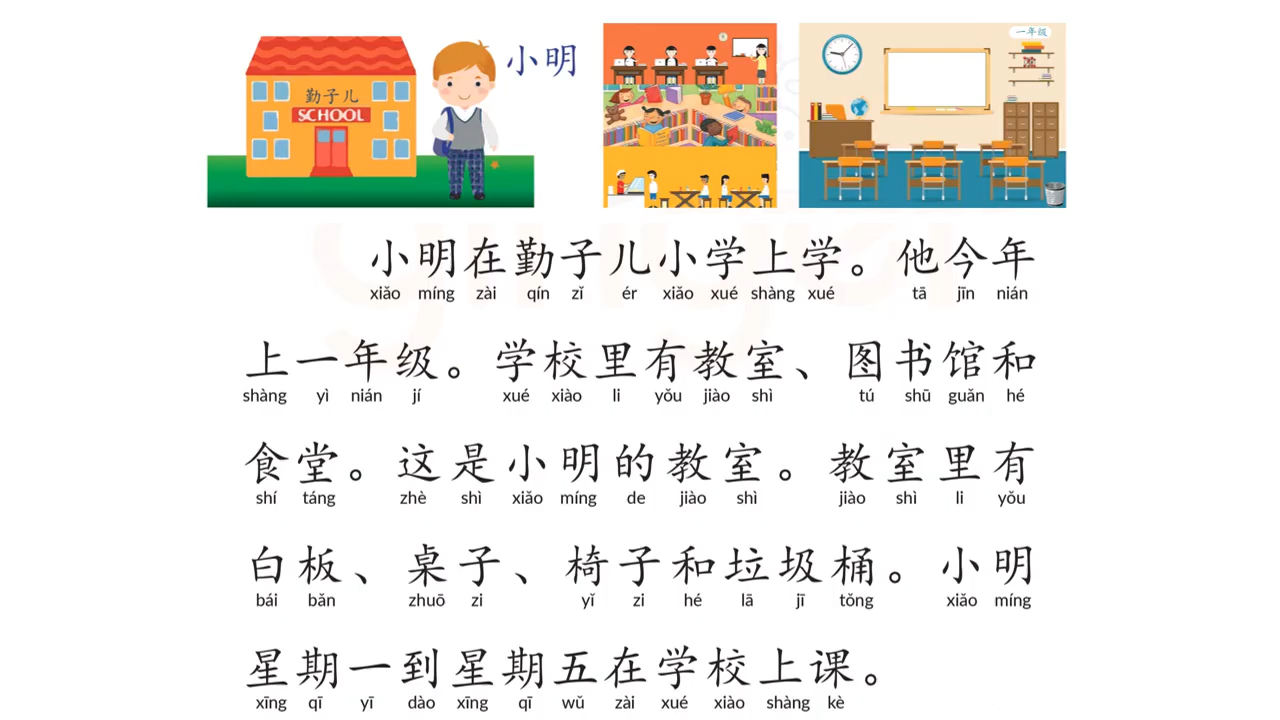 勤子儿
SCHOOL
小明
一年级
小明在勤子儿小学上学。他今年
xiǎo míng zài qín zǐ ér xiǎo xué shàng xué tā jīn nián
上一年级。学校里有教室、图书馆和
shàng yì nián jí xué xiào li yǒu jiào shì tú shū guǎn hé
食堂。这是小明的教室。教室里有
shí táng zhè shì xiǎo míng de jiào shì jiào shì li yǒu
白板、桌子、椅子和垃圾桶。小明
bái bǎn zhuō zi yǐ zi hé lā jī tǒng xiǎo míng
星期一到星期五在学校上课。
xīng qī yī dào xīng qī wǔ zài xué xiào shàng kè